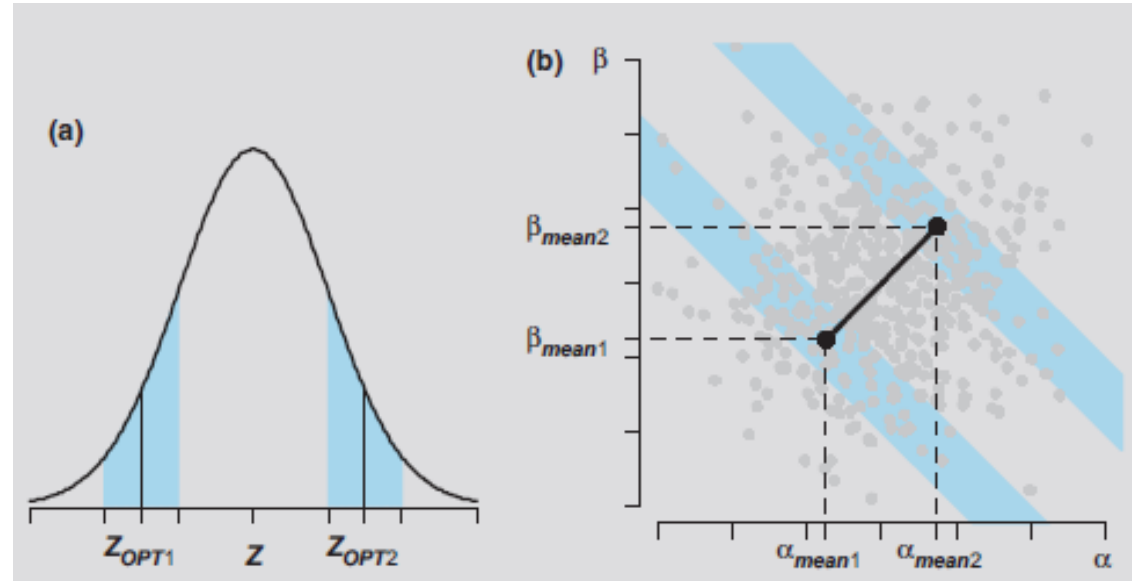 (a)
Z_OPT1
Z
Z_OPT2
(b)
β
β_mean2
β_mean1
α_mean1
α_mean2
α